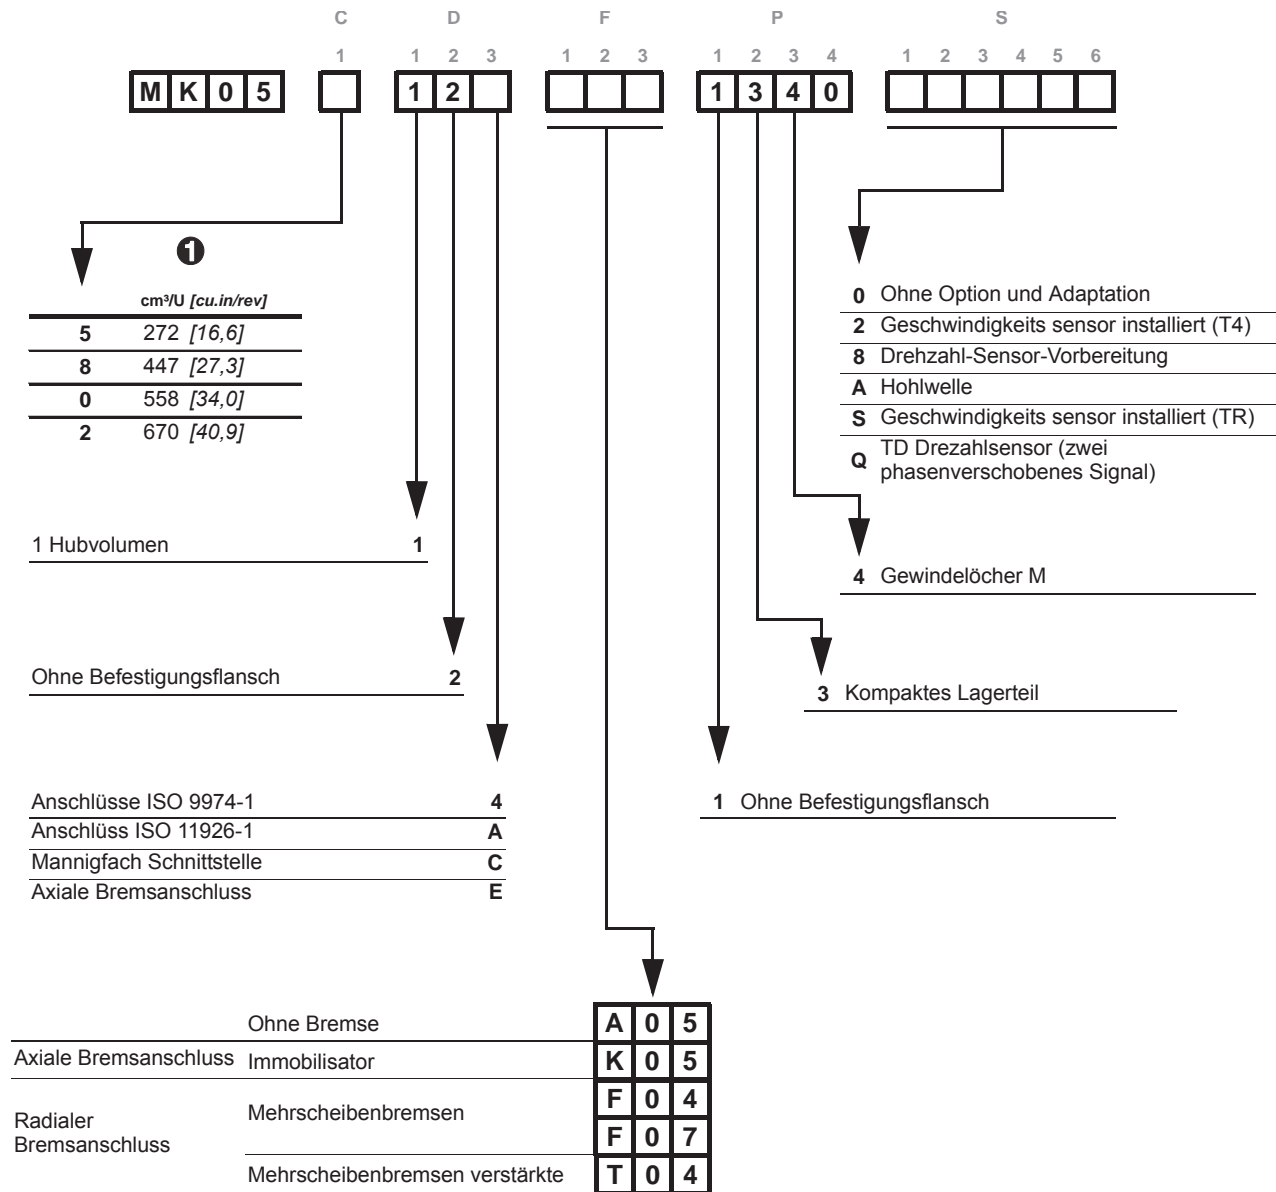 C D F P S
1 1 2 3 1 2 3 1 2 3 4 1 2 3 4 5 6
M K 0 5 1 2 1 3 4 0
1
cm³/U [cu.in/rev]
5 272 [16,6]
8 447 [27,3]
0 558 [34,0]
2 670 [40,9]
0 Ohne Option und Adaptation
2 Geschwindigkeits sensor installiert (T4)
8 Drehzahl-Sensor-Vorbereitung
A Hohlwelle
S Geschwindigkeits sensor installiert (TR)
Q TD Drezahlsensor (zwei
phasenverschobenes Signal)
1 Hubvolumen 1
4 Gewindelöcher M
Ohne Befestigungsflansch 2
3 Kompaktes Lagerteil
Anschlüsse ISO 9974-1 4
Anschlüss ISO 11926-1 A
Mannigfach Schnittstelle C
Axiale Bremsanschluss E
1 Ohne Befestigungsflansch
Ohne Bremse A 0 5
Axiale Bremsanschluss Immobilisator K 0 5
Radialer
Bremsanschluss
Mehrscheibenbremsen F 0 4
F 0 7
Mehrscheibenbremsen verstärkte T 0 4